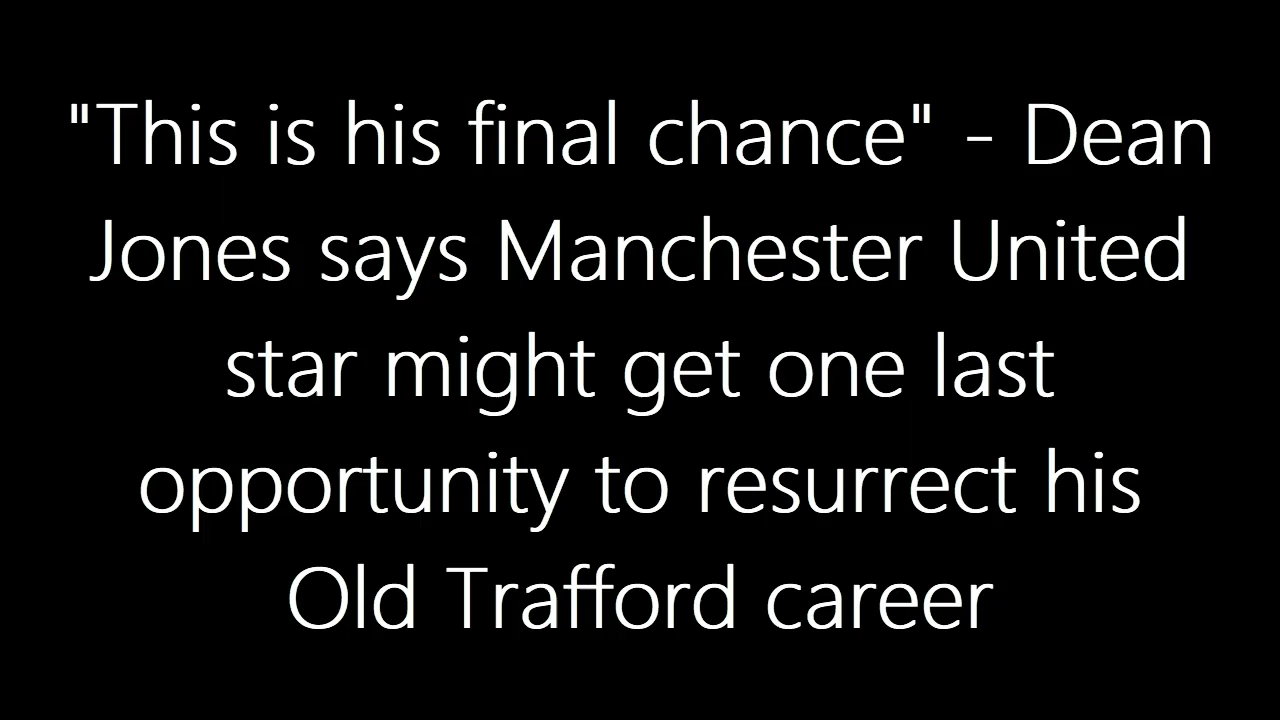 "This is his final chance" - Dean
Jones says Manchester United
star might get one last
opportunity to resurrect his
Old Trafford career